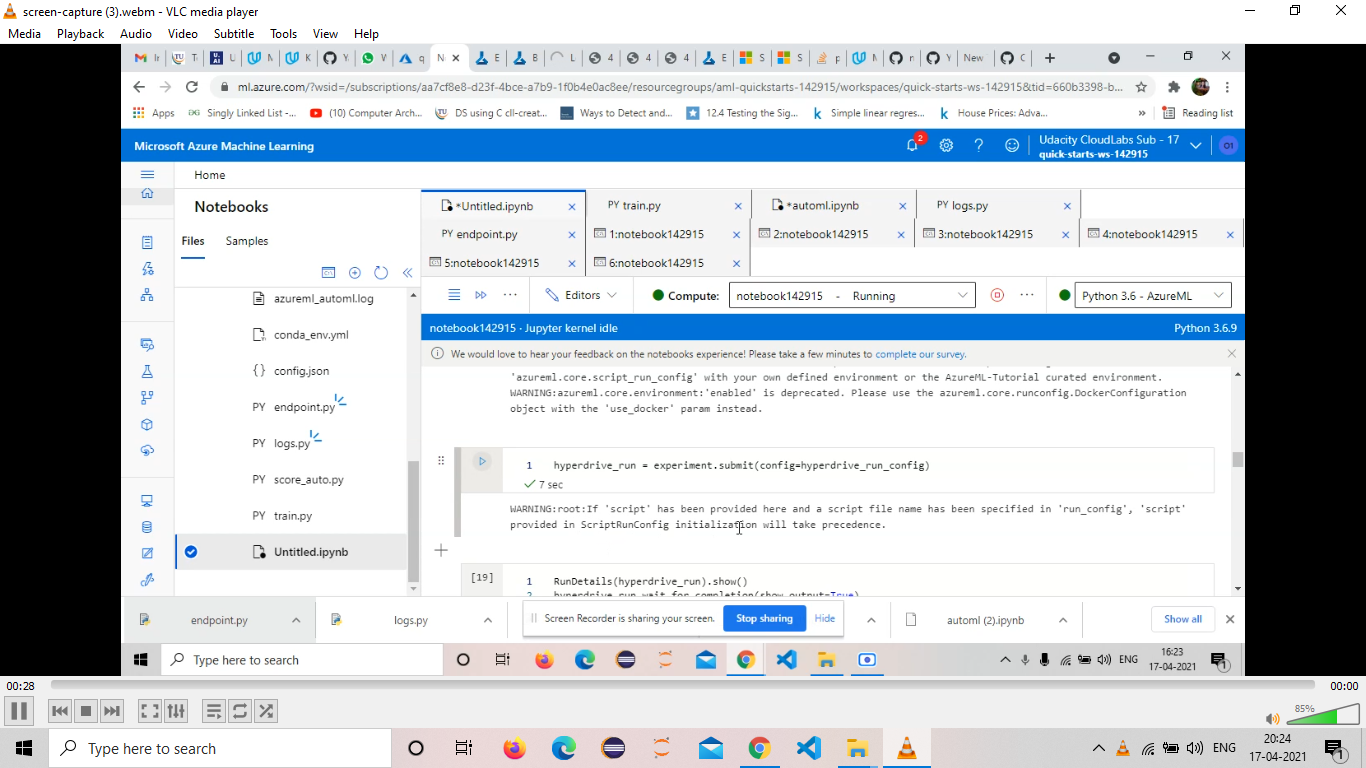 screen-capture (3).webm - VLC media player
Media Playback Audio Video Subtitle Tools View Help
ml.azure.com/?wsid=/subscriptions/aa7cf8e8-d23f-4bce-a7b9-1f0b4e0ac8ee/resourcegroups/aml-quickstarts-142915/workspaces/quick-starts-ws-142915&tid=660b3398-b...
Apps Singly Linked List -... (10) Computer Arch... DS using C cll-creat... Ways to Detect and... 12.4 Testing the Sig... Simple linear regres... House Prices: Adva... » Reading list
Microsoft Azure Machine Learning 2 Udacity CloudLabs Sub - 17
quick-starts-ws-142915 O1
Home
Notebooks
Files Samples
*Untitled.ipynb train.py *automl.ipynb logs.py
endpoint.py 1:notebook142915 2:notebook142915 3:notebook142915 4:notebook142915
5:notebook142915 6:notebook142915
Editors Compute: notebook142915 - Running Python 3.6 - AzureML
notebook142915 · Jupyter kernel idle Python 3.6.9
We would love to hear your feedback on the notebooks experience! Please take a few minutes to complete our survey.
azureml_automl.log
conda_env.yml
{} config.json
PY endpoint.py
PY logs.py
PY score_auto.py
PY train.py
Untitled.ipynb
'azureml.core.script_run_config' with your own defined environment or the AzureML-Tutorial curated environment.
WARNING:azureml.core.environment:'enabled' is deprecated. Please use the azureml.core.runconfig.DockerConfiguration
object with the 'use_docker' param instead.
1 hyperdrive_run = experiment.submit(config=hyperdrive_run_config)
7 sec
WARNING:root:If 'script' has been provided here and a script file name has been specified in 'run_config', 'script'
provided in ScriptRunConfig initialization will take precedence.
[19] 1 RunDetails(hyperdrive_run).show()
2 hyperdrive_run.wait_for_completion(show_output=True)
endpoint.py logs.py Screen Recorder is sharing your screen. Stop sharing Hide automl (2).ipynb Show all
Type here to search ENG 16:23
17-04-2021 1
00:28 00:00
85%
Type here to search ENG 20:24
17-04-2021 1